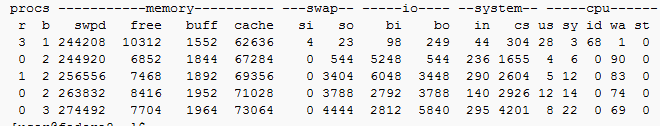 procs -----------memory---------- ---swap-- -----io---- --system-- -----cpu------
r b swpd free buff cache si so bi bo in cs us sy id wa st
3 1 244208 10312 1552 62636 4 23 98 249 44 304 28 3 68 1 0
0 2 244920 6852 1844 67284 0 544 5248 544 236 1655 4 6 0 90 0
1 2 256556 7468 1892 69356 0 3404 6048 3448 290 2604 5 12 0 83 0
0 2 263832 8416 1952 71028 0 3788 2792 3788 140 2926 12 14 0 74 0
0 3 274492 7704 1964 73064 0 4444 2812 5840 295 4201 8 22 0 69 0